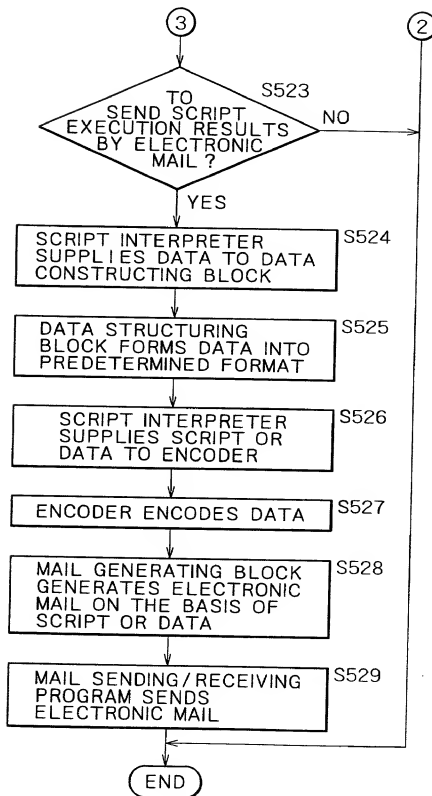 3
2
S523
TO
SEND SCRIPT
EXECUTION RESULTS
BY ELECTRONIC
MAIL ?
NO
YES
S524
SCRIPT INTERPRETER
SUPPLIES DATA TO DATA
CONSTRUCTING BLOCK
S525
DATA STRUCTURING
BLOCK FORMS DATA INTO
PREDETERMINED FORMAT
S526
SCRIPT INTERPRETER
SUPPLIES SCRIPT OR
DATA TO ENCODER
S527
ENCODER ENCODES DATA
S528
MAIL GENERATING BLOCK
GENERATES ELECTRONIC
MAIL ON THE BASIS OF
SCRIPT OR DATA
S529
MAIL SENDING/RECEIVING
PROGRAM SENDS
ELECTRONIC MAIL
END